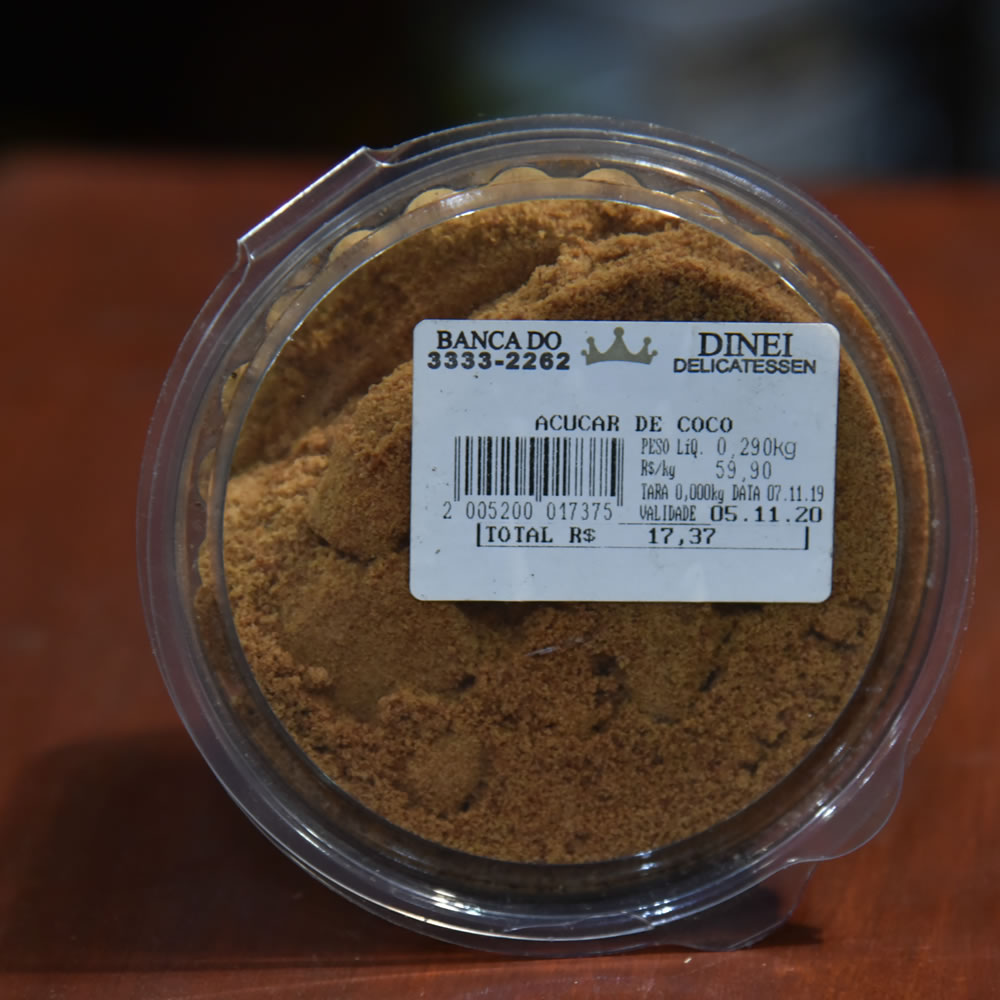 BANCA DO DINEI
3333-2262 DELICATESSEN
ACUCAR DE COCO
PESO LíQ. 0,290kg
R$/kg 59,90
TARA 0,000kg DATA 07.11.19
2 005200 017375 VALIDADE 05.11.20
TOTAL R$ 17,37